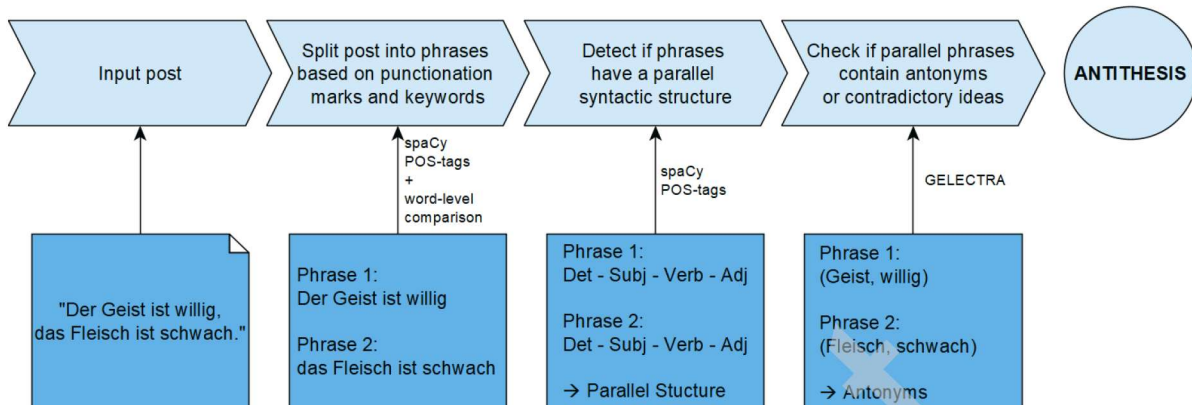 Input post
Split post into phrases
based on punctionation
marks and keywords
Detect if phrases
have a parallel
syntactic structure
Check if parallel phrases
contain antonyms
or contradictory ideas
ANTITHESIS
spaCy
POS-tags
+
word-level
comparison
spaCy
POS-tags
GELECTRA
"Der Geist ist willig,
das Fleisch ist schwach."
Phrase 1:
Der Geist ist willig
Phrase 2:
das Fleisch ist schwach
Phrase 1:
Det - Subj - Verb - Adj
Phrase 2:
Det - Subj - Verb - Adj
→ Parallel Stucture
Phrase 1:
(Geist, willig)
Phrase 2:
(Fleisch, schwach)
→ Antonyms